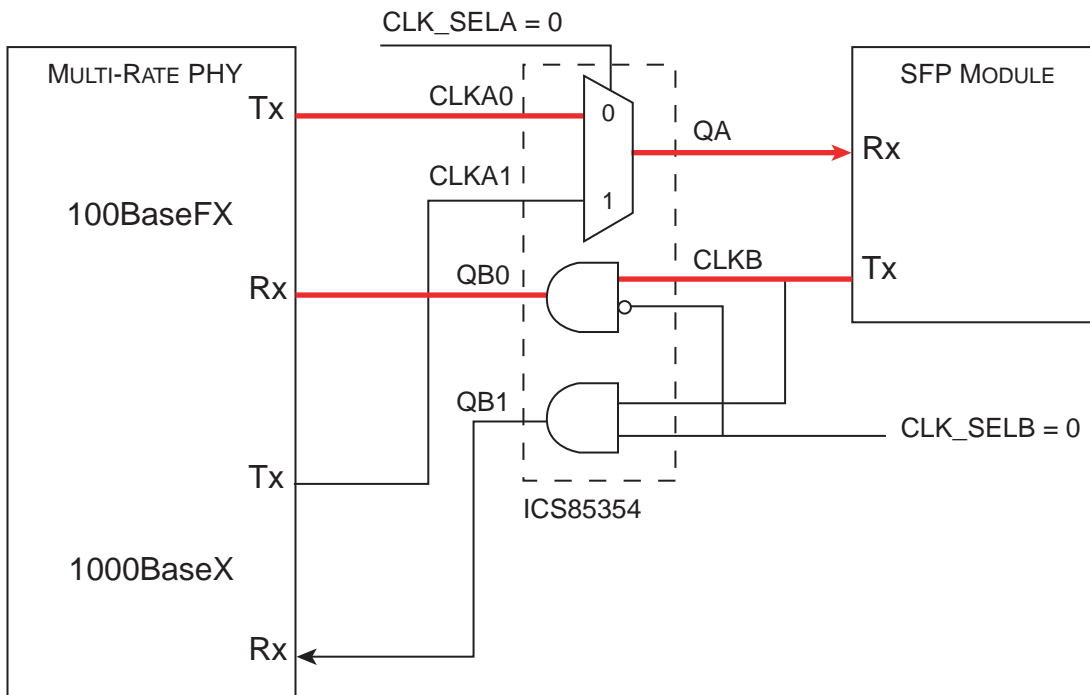 CLK_SELA = 0
MULTI-RATE PHY
SFP MODULE
Tx
CLKA0
0
QA
Rx
CLKA1
1
100BaseFX
Rx
QB0
CLKB
Tx
QB1
CLK_SELB = 0
Tx
ICS85354
1000BaseX
Rx